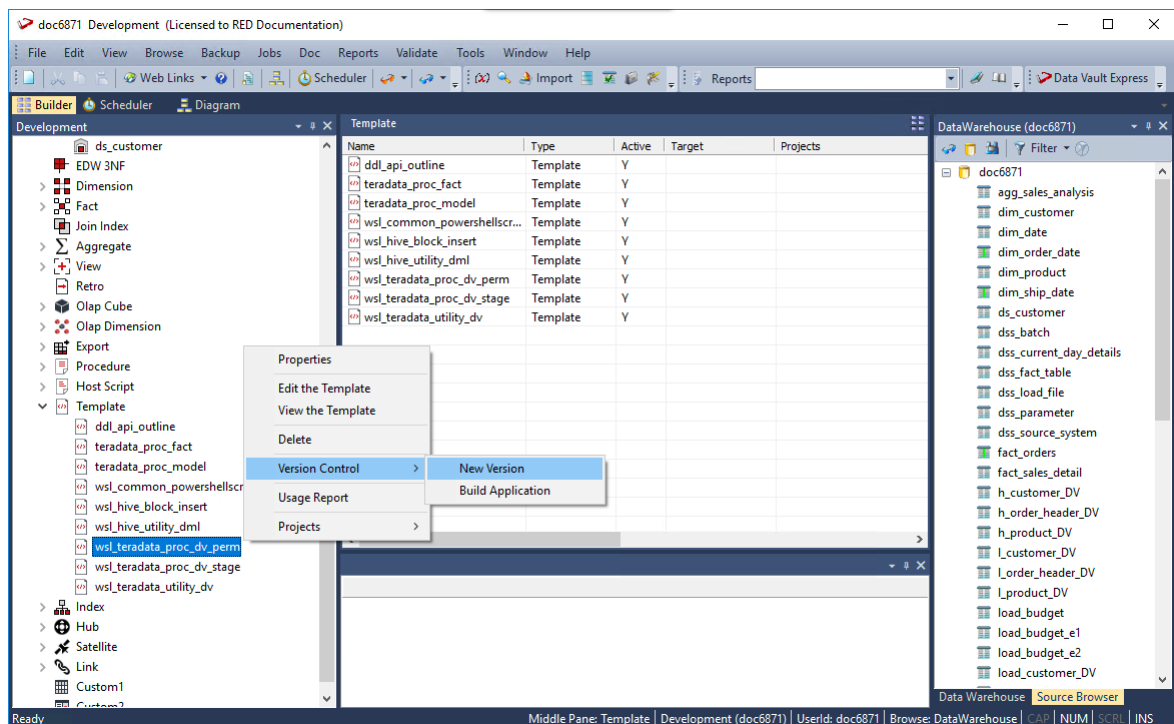 doc6871 Development (Licensed to RED Documentation)
File Edit View Browse Backup Jobs Doc Reports Validate Tools Window Help
Web Links Scheduler Import Reports Data Vault Express
Builder Scheduler Diagram
Development
ds_customer
EDW 3NF
Dimension
Fact
Join Index
Aggregate
View
Retro
Olap Cube
Olap Dimension
Export
Procedure
Host Script
Template
ddl_api_outline
teradata_proc_fact
teradata_proc_model
wsl_common_powershellscr
wsl_hive_block_insert
wsl_hive_utility_dml
wsl_teradata_proc_dv_perm
wsl_teradata_proc_dv_stage
wsl_teradata_utility_dv
Index
Hub
Satellite
Link
Custom1
Custom2
Template
Name Type Active Target Projects
ddl_api_outline Template Y
teradata_proc_fact Template Y
teradata_proc_model Template Y
wsl_common_powershellscr... Template Y
wsl_hive_block_insert Template Y
wsl_hive_utility_dml Template Y
wsl_teradata_proc_dv_perm Template Y
wsl_teradata_proc_dv_stage Template Y
wsl_teradata_utility_dv Template Y
Properties
Edit the Template
View the Template
Delete
Version Control
Usage Report
Projects
New Version
Build Application
DataWarehouse (doc6871)
Filter
doc6871
agg_sales_analysis
dim_customer
dim_date
dim_order_date
dim_product
dim_ship_date
ds_customer
dss_batch
dss_current_day_details
dss_fact_table
dss_load_file
dss_parameter
dss_source_system
fact_orders
fact_sales_detail
h_customer_DV
h_order_header_DV
h_product_DV
l_customer_DV
l_order_header_DV
l_product_DV
load_budget
load_budget_e1
load_budget_e2
load_customer_DV
Data Warehouse Source Browser
Ready Middle Pane: Template Development (doc6871) UserId: doc6871 Browse: DataWarehouse CAP NUM SCRL INS